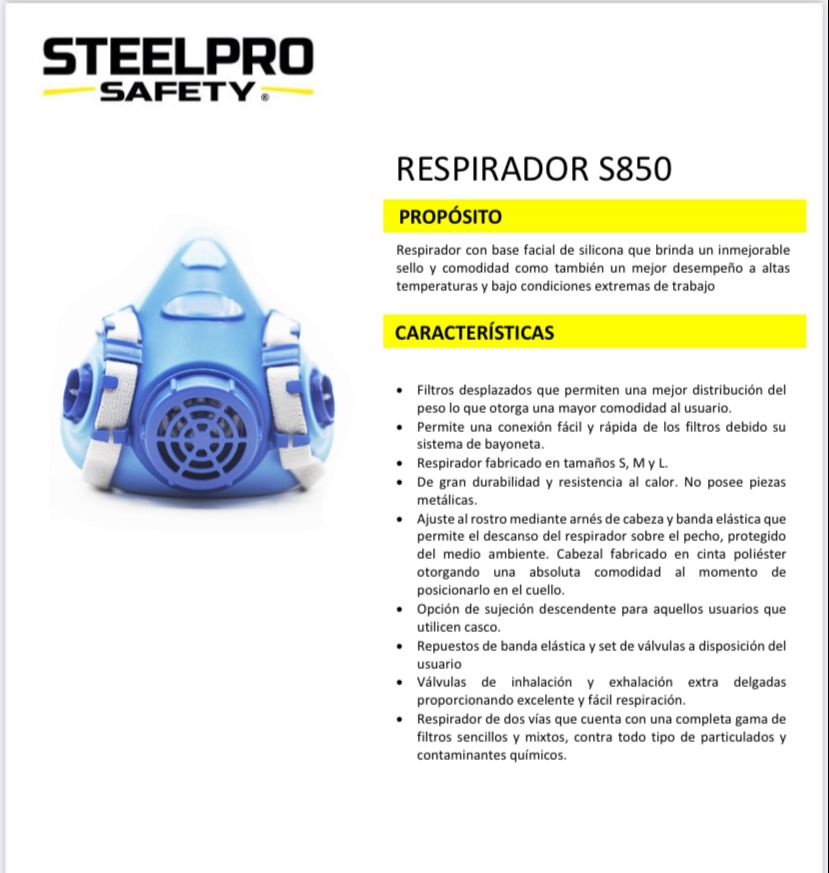 STEELPRO
SAFETY®
RESPIRADOR S850
PROPÓSITO
Respirador con base facial de silicona que brinda un inmejorable
sello y comodidad como también un mejor desempeño a altas
temperaturas y bajo condiciones extremas de trabajo
CARACTERÍSTICAS
• Filtros desplazados que permiten una mejor distribución del
peso lo que otorga una mayor comodidad al usuario.
• Permite una conexión fácil y rápida de los filtros debido su
sistema de bayoneta.
• Respirador fabricado en tamaños S, M y L.
• De gran durabilidad y resistencia al calor. No posee piezas
metálicas.
• Ajuste al rostro mediante arnés de cabeza y banda elástica que
permite el descanso del respirador sobre el pecho, protegido
del medio ambiente. Cabezal fabricado en cinta poliéster
otorgando una absoluta comodidad al momento de
posicionarlo en el cuello.
• Opción de sujeción descendente para aquellos usuarios que
utilicen casco.
• Repuestos de banda elástica y set de válvulas a disposición del
usuario
• Válvulas de inhalación y exhalación extra delgadas
proporcionando excelente y fácil respiración.
• Respirador de dos vías que cuenta con una completa gama de
filtros sencillos y mixtos, contra todo tipo de particulados y
contaminantes químicos.